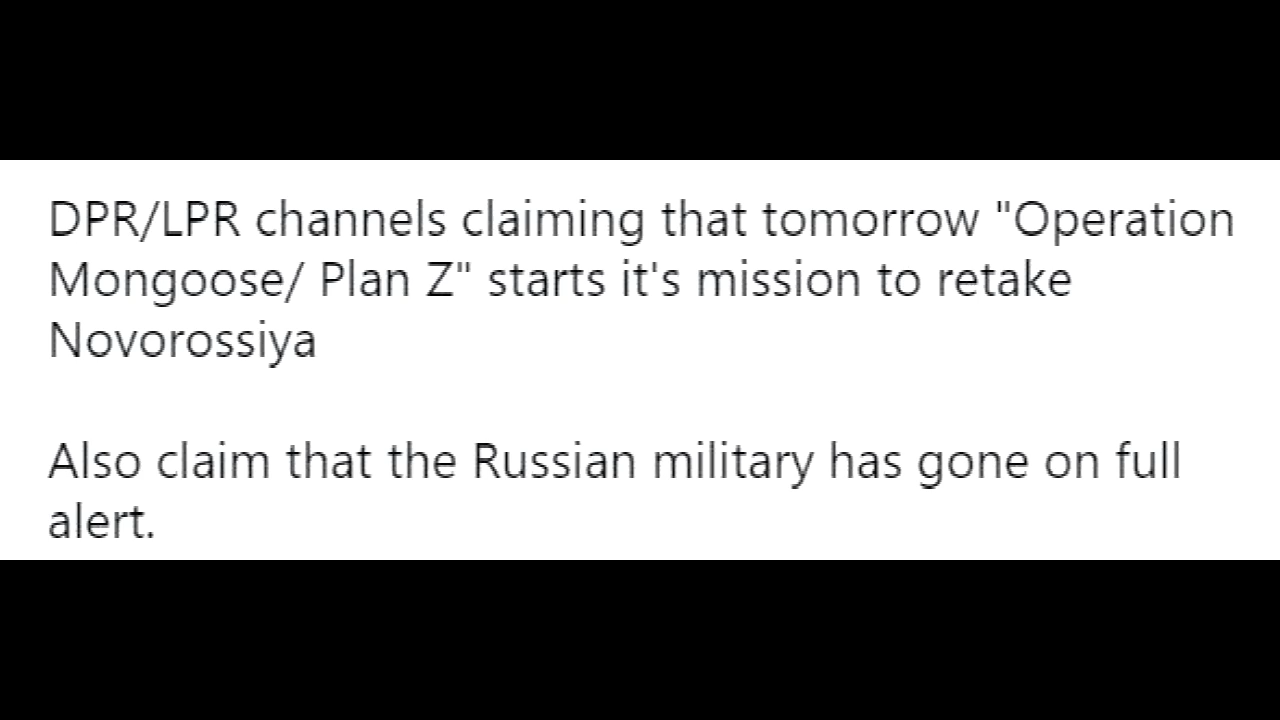 DPR/LPR channels claiming that tomorrow "Operation
Mongoose/ Plan Z" starts it's mission to retake
Novorossiya
Also claim that the Russian military has gone on full
alert.